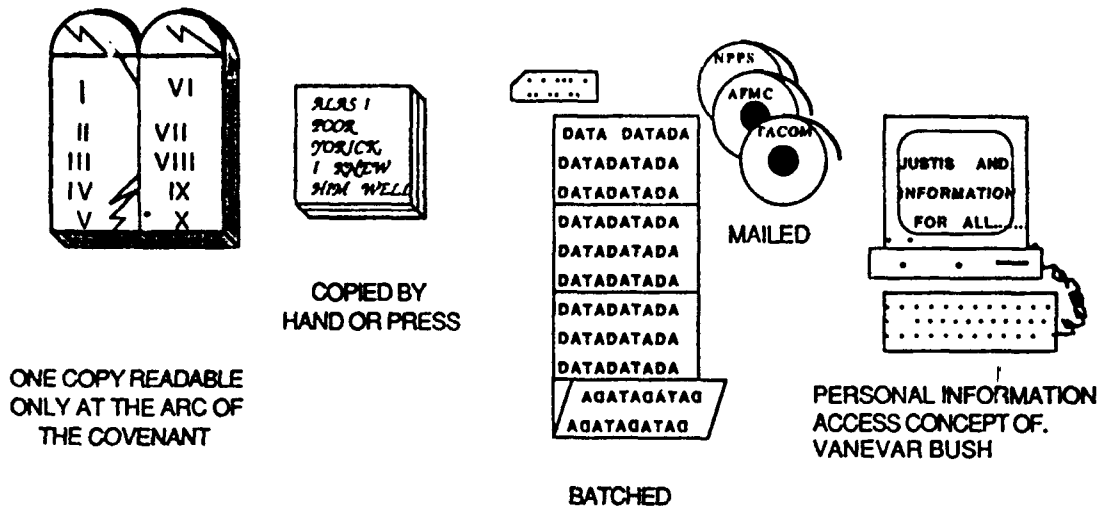 I
II
III
IV
V
VI
VII
VIII
IX
X
ONE COPY READABLE
ONLY AT THE ARC OF
THE COVENANT
ALAS I
POOR
YORICK,
I KNEW
HIM WELL
COPIED BY
HAND OR PRESS
DATA DATADA
DATADATADA
DATADATADA
DATADATADA
DATADATADA
DATADATADA
DATADATADA
DATADATADA
DATADATADA
ADATADATAD
ADATADATAD
BATCHED
NPPS
AFMC
TACOM
MAILED
JUSTIS AND
INFORMATION
FOR ALL......
PERSONAL INFORMATION
ACCESS CONCEPT OF.
VANEVAR BUSH